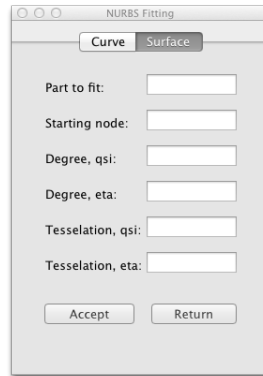 NURBS Fitting
Curve Surface
Part to fit:
Starting node:
Degree, qsi:
Degree, eta:
Tesselation, qsi:
Tesselation, eta:
Accept Return